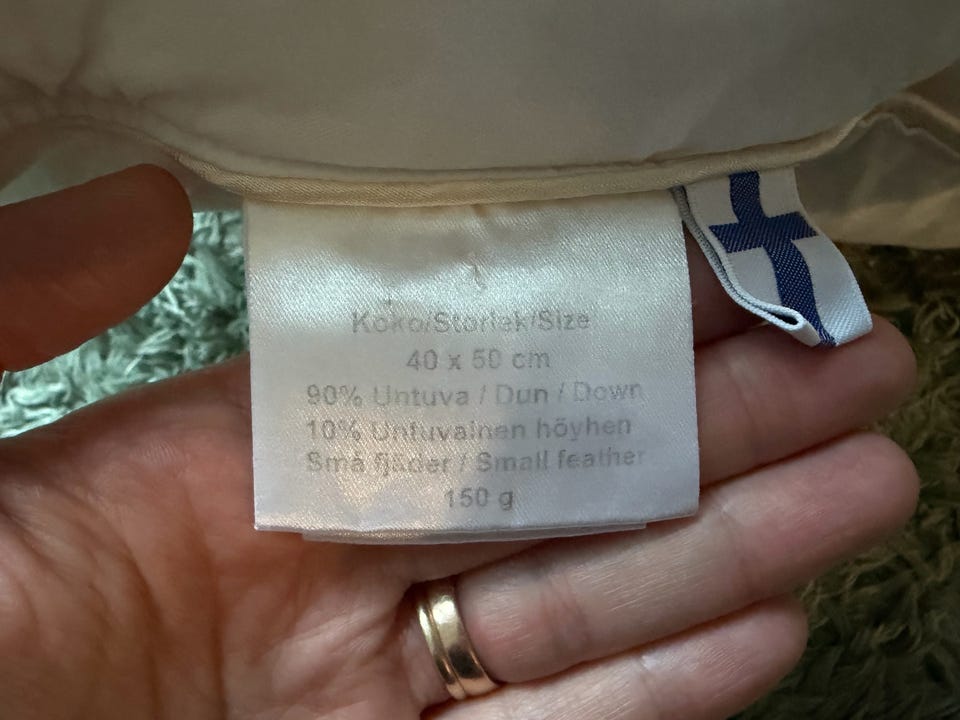 Koko/Storlek/Size
40 x 50 cm
90% Untuva / Dun / Down
10% Untuvainen höyhen
Små fjäder / Small feather
150 g